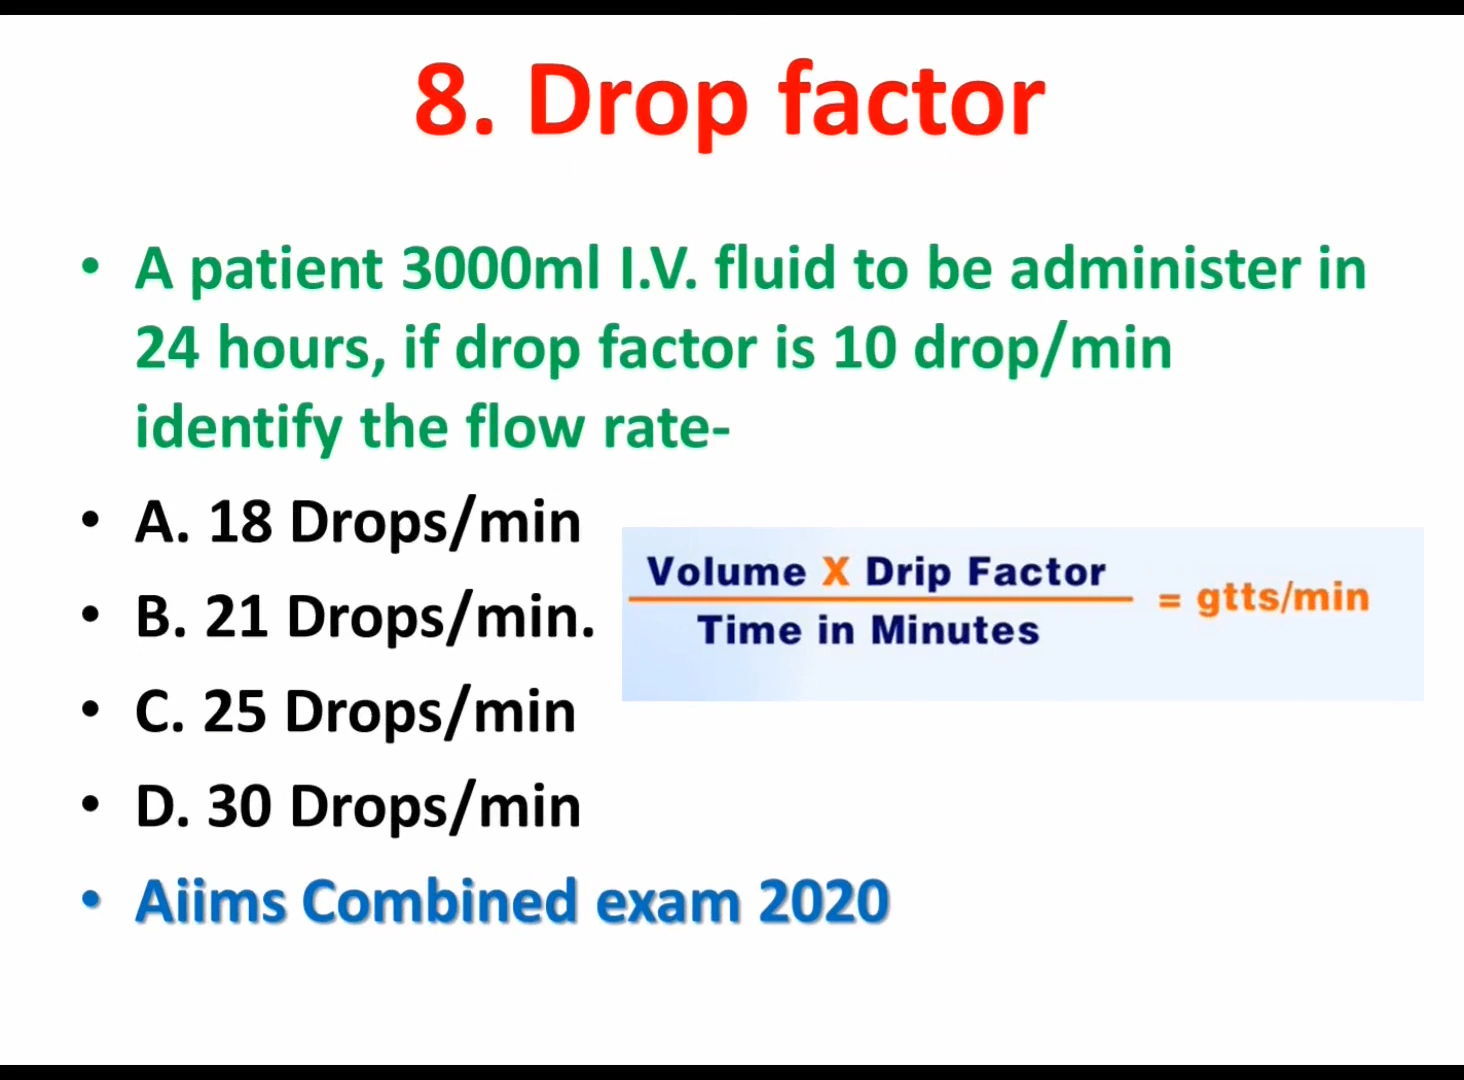 8. Drop factor
• A patient 3000ml I.V. fluid to be administer in
24 hours, if drop factor is 10 drop/min
identify the flow rate-
• A. 18 Drops/min
• B. 21 Drops/min.
• C. 25 Drops/min
• D. 30 Drops/min
Volume X Drip Factor
Time in Minutes
= gtts/min
• Aiims Combined exam 2020